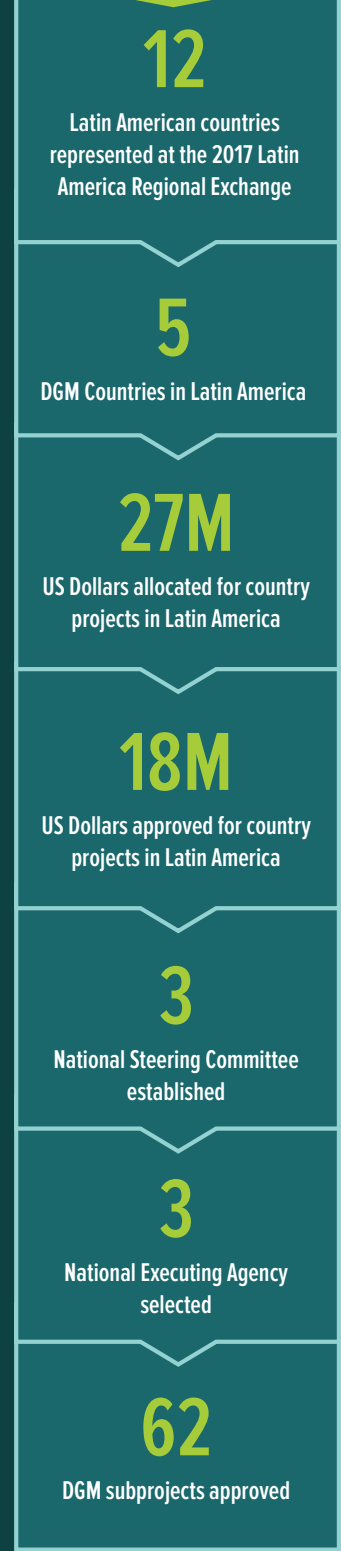 12
Latin American countries
represented at the 2017 Latin
America Regional Exchange
5
DGM Countries in Latin America
27M
US Dollars allocated for country
projects in Latin America
18M
US Dollars approved for country
projects in Latin America
3
National Steering Committee
established
3
National Executing Agency
selected
62
DGM subprojects approved